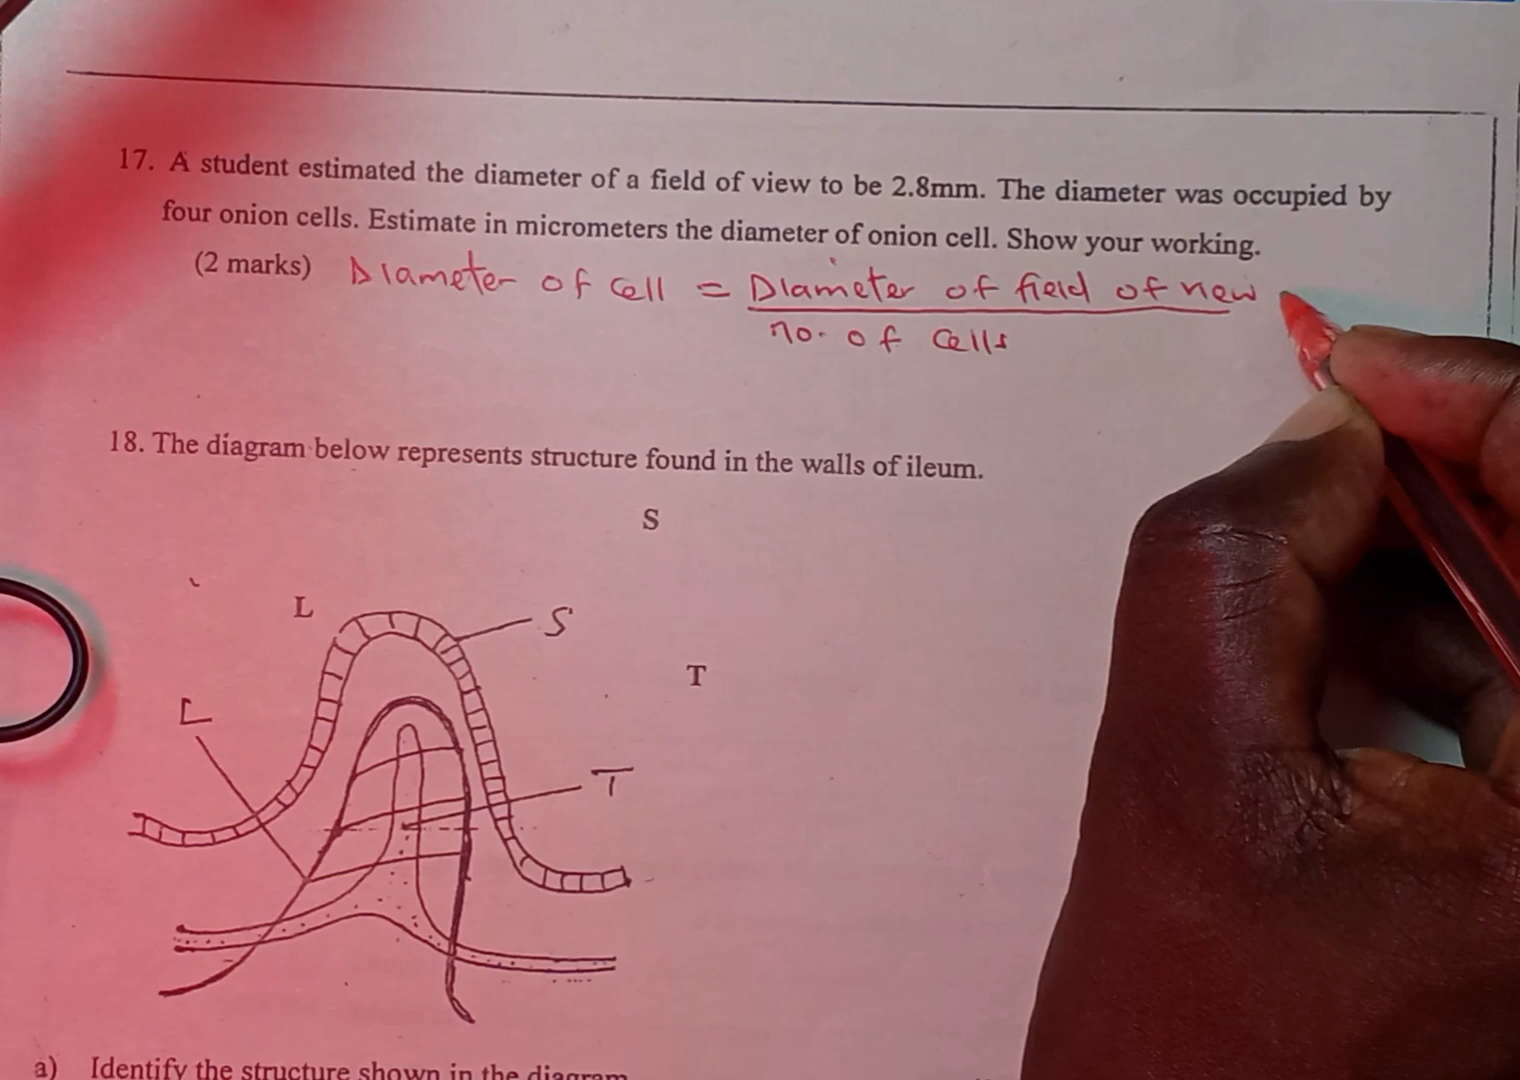 17. A student estimated the diameter of a field of view to be 2.8mm. The diameter was occupied by
four onion cells. Estimate in micrometers the diameter of onion cell. Show your working.
(2 marks) Diameter of cell = Diameter of field of view
no. of cells
18. The diagram below represents structure found in the walls of ileum.
S
L
S
T
L
T
a) Identify the structure shown in the diagram